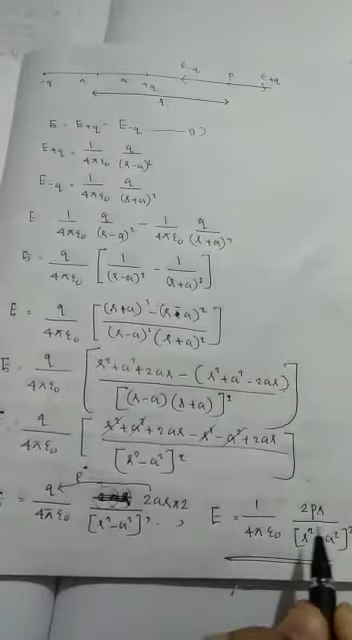 -q a a +q E-q P E+q
r
E = E+q - E-q —— 0)
E+q = 1/4πε0 q/(r-a)²
E-q = 1/4πε0 q/(r+a)²
E 1/4πε0 q/(r-a)² - 1/4πε0 q/(r+a)²
E = q/4πε0 [1/(r-a)² - 1/(r+a)²]
E = q/4πε0 [(r+a)² - (r-a)²/(r-a)²(r+a)²]
E = q/4πε0 [r²+a²+2ar - (r²+a²-2ar)/[(r-a)(r+a)]²]
q/4πε0 [r²+a²+2ar-r²-a²+2ar/[r²-a²]²]
P
= q/4πε0 2ar×2/[r²-a²]² , E = 1/4πε0 2Pr/[r²-a²]²